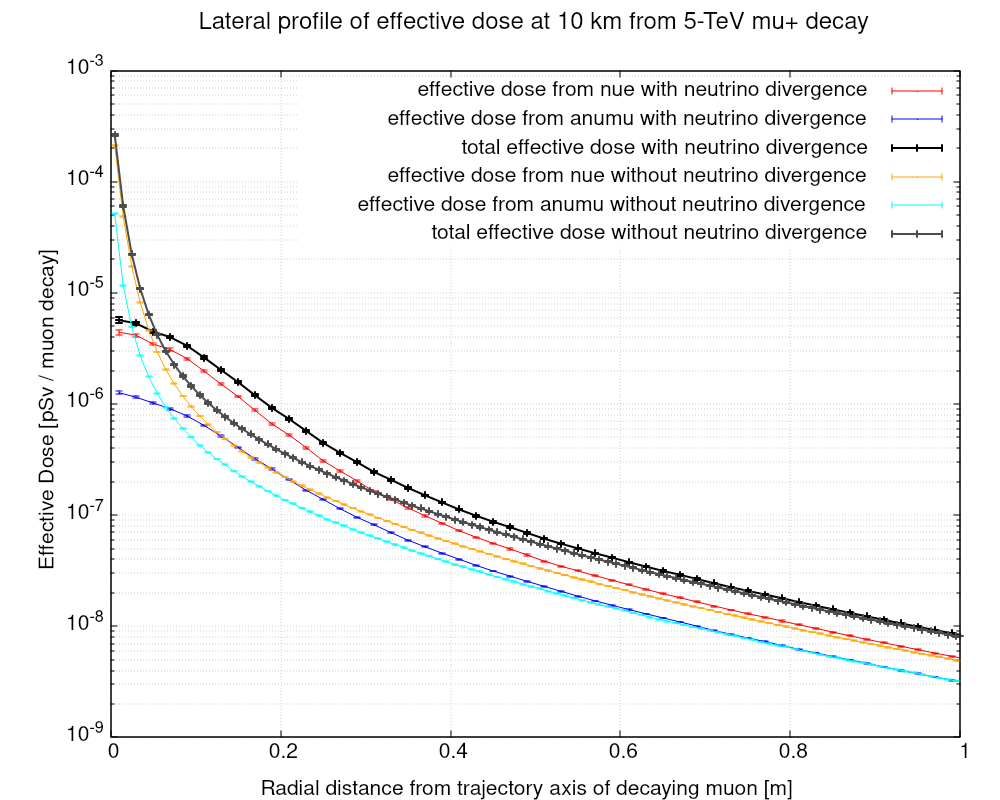 Lateral profile of effective dose at 10 km from 5-TeV mu+ decay
effective dose from nue with neutrino divergence
effective dose from anumu with neutrino divergence
total effective dose with neutrino divergence
effective dose from nue without neutrino divergence
effective dose from anumu without neutrino divergence
total effective dose without neutrino divergence
Effective Dose [pSv / muon decay]
10^-3
10^-4
10^-5
10^-6
10^-7
10^-8
10^-9
0 0.2 0.4 0.6 0.8 1
Radial distance from trajectory axis of decaying muon [m]